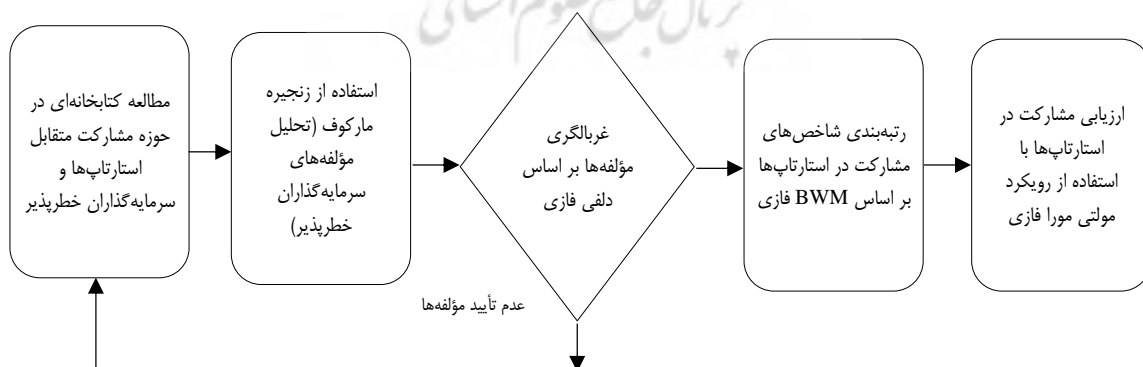 مطالعه کتابخانه‌ای در
حوزه مشارکت متقابل
استارتاپ‌ها و
سرمایه‌گذاران خطرپذیر
استفاده از زنجیره
مارکوف (تحلیل
مؤلفه‌های
سرمایه‌گذاران
خطرپذیر)
غربالگری
مؤلفه‌ها بر اساس
دلفی فازی
رتبه‌بندی شاخص‌های
مشارکت در استارتاپ‌ها
بر اساس BWM فازی
ارزیابی مشارکت در
استارتاپ‌ها با
استفاده از رویکرد
مولتی مورا فازی
عدم تأیید مؤلفه‌ها